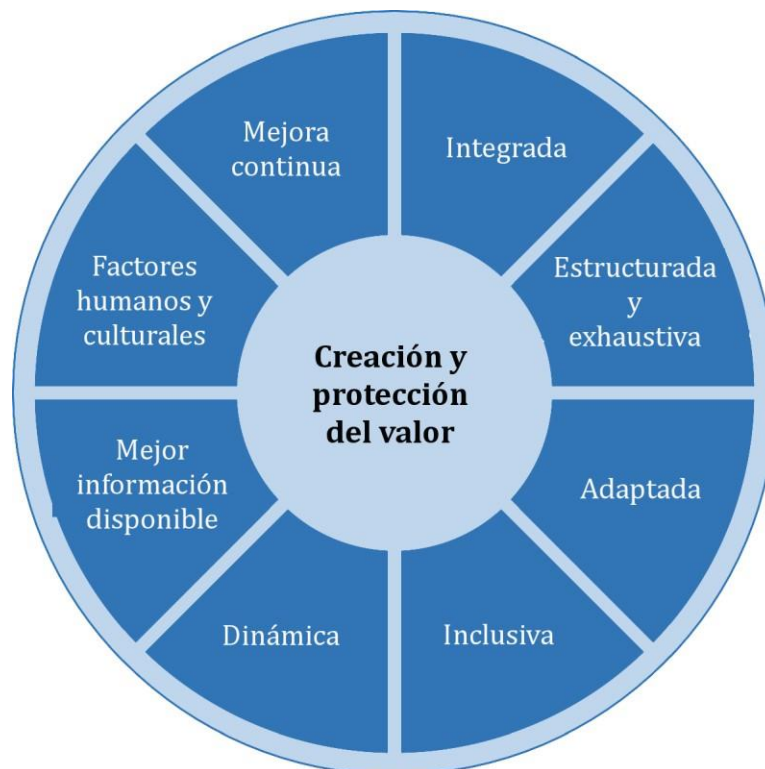 Mejora
continua
Integrada
Estructurada
y
exhaustiva
Adaptada
Inclusiva
Dinámica
Mejor
información
disponible
Factores
humanos y
culturales
Creación y
protección
del valor